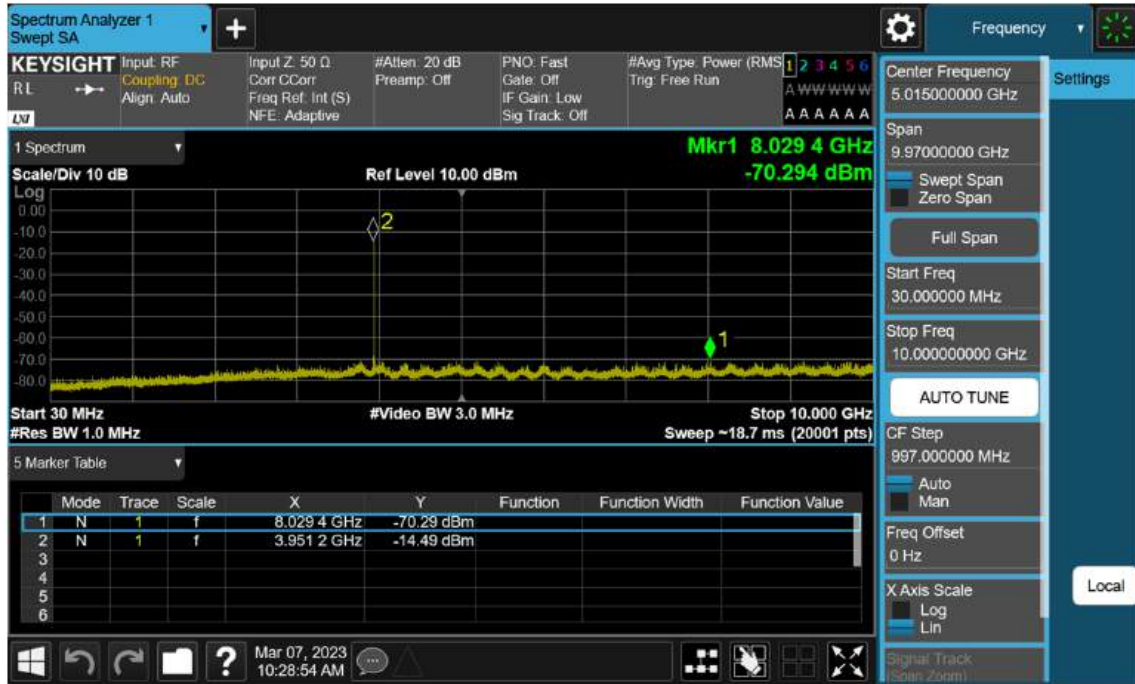 Spectrum Analyzer 1
Swept SA
Frequency
KEYSIGHT
RL
LXI
Input: RF
Coupling: DC
Align: Auto
Input Z: 50 Ω
Corr CCorr
Freq Ref: Int (S)
NFE: Adaptive
#Atten: 20 dB
Preamp: Off
PNO: Fast
Gate: Off
IF Gain: Low
Sig Track: Off
#Avg Type: Power (RMS
Trig: Free Run
1 2 3 4 5 6
A W W W W W
A A A A A A
1 Spectrum
Scale/Div 10 dB
Ref Level 10.00 dBm
Mkr1 8.029 4 GHz
-70.294 dBm
Log
0.00
-10.0
-20.0
-30.0
-40.0
-50.0
-60.0
-70.0
-80.0
2
1
Start 30 MHz
#Res BW 1.0 MHz
#Video BW 3.0 MHz
Stop 10.000 GHz
Sweep ~18.7 ms (20001 pts)
5 Marker Table
Mode Trace Scale X Y Function Function Width Function Value
1 N 1 f 8.029 4 GHz -70.29 dBm
2 N 1 f 3.951 2 GHz -14.49 dBm
3
4
5
6
Mar 07, 2023
10:28:54 AM
?
Center Frequency
5.015000000 GHz
Span
9.97000000 GHz
Swept Span
Zero Span
Full Span
Start Freq
30.000000 MHz
Stop Freq
10.000000000 GHz
AUTO TUNE
CF Step
997.000000 MHz
Auto
Man
Freq Offset
0 Hz
X Axis Scale
Log
Lin
Signal Track
(Span Zoom)
Settings
Local